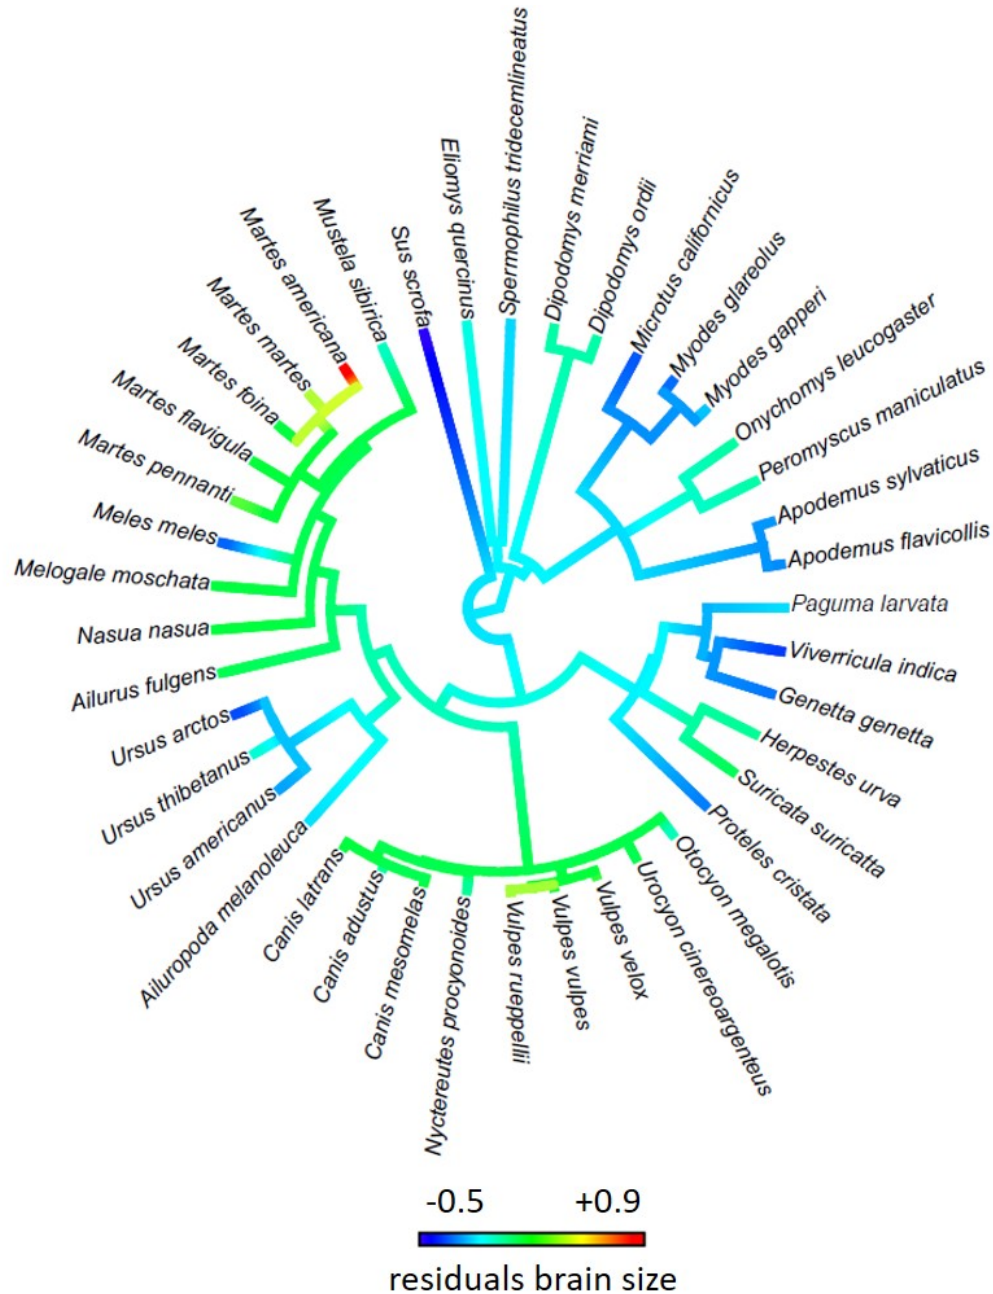 Spermophilus tridecemlineatus
Dipodomys merriami
Dipodomys ordii
Microtus californicus
Myodes glareolus
Myodes gapperi
Onychomys leucogaster
Peromyscus maniculatus
Apodemus sylvaticus
Apodemus flavicollis
Paguma larvata
Viverricula indica
Genetta genetta
Herpestes urva
Suricata suricatta
Proteles cristata
Otocyon megalotis
Urocyon cinereoargenteus
Vulpes velox
Vulpes vulpes
Vulpes rueppellii
Nyctereutes procyonoides
Canis mesomelas
Canis adustus
Canis latrans
Ailuropoda melanoleuca
Ursus americanus
Ursus thibetanus
Ursus arctos
Ailurus fulgens
Nasua nasua
Melogale moschata
Meles meles
Martes pennanti
Martes flavigula
Martes foina
Martes martes
Martes americana
Mustela sibirica
Sus scrofa
Eliomys quercinus
-0.5 +0.9
residuals brain size